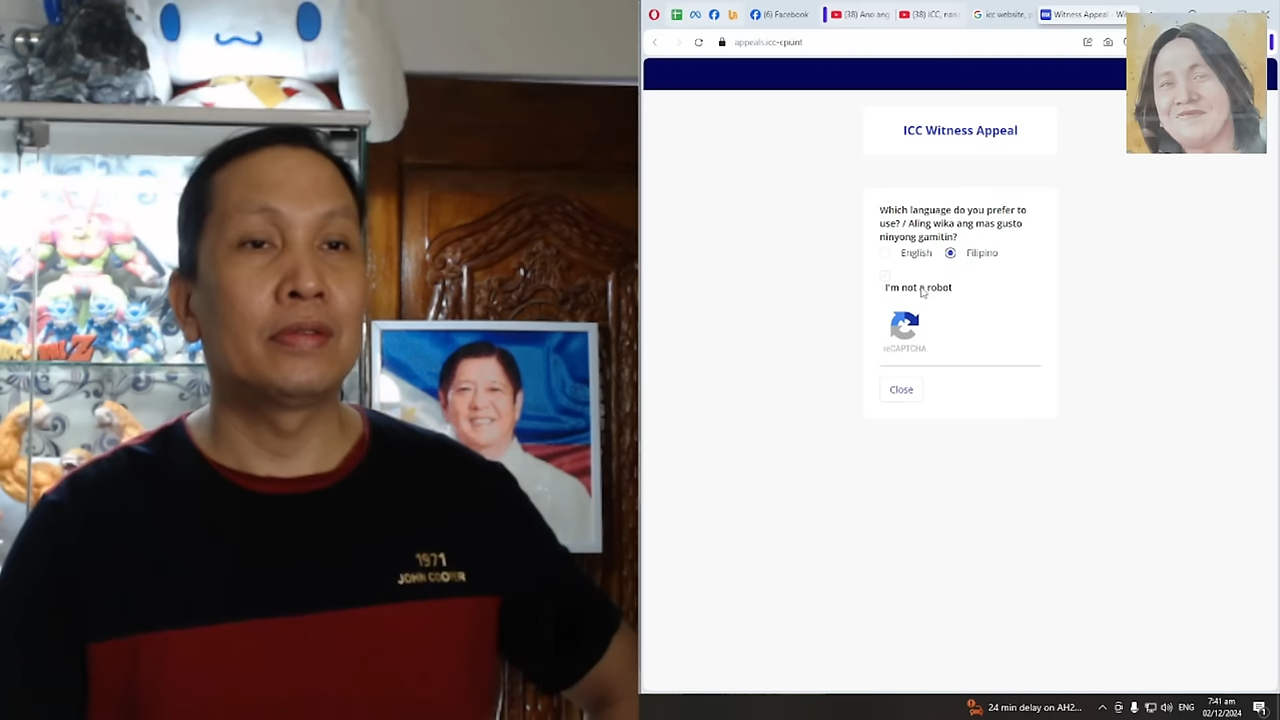 (6) Facebook
(38) Ano ang
(38) ICC, nan
icc website, p
Witness Appeal
appeals.icc-cpi.int
ICC Witness Appeal
Which language do you prefer to
use? / Aling wika ang mas gusto
ninyong gamitin?
English
Filipino
I'm not a robot
reCAPTCHA
Close
1971
JOHN COOPER
24 min delay on AH2...
ENG
7:41 am
02/12/2024